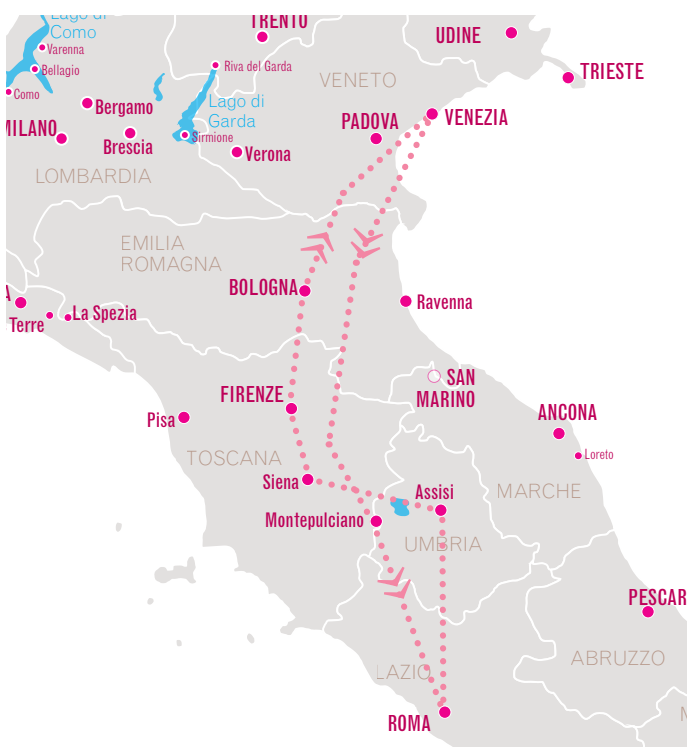 Lago di
Como
TRENTO
UDINE
Varenna
Bellagio
Riva del Garda
TRIESTE
VENETO
Como
Bergamo
Lago di
Garda
VENEZIA
PADOVA
MILANO
Brescia
Sirmione
Verona
LOMBARDIA
EMILIA
ROMAGNA
BOLOGNA
Ravenna
A
Terre
La Spezia
SAN
MARINO
FIRENZE
ANCONA
Pisa
TOSCANA
Loreto
Siena
Assisi
MARCHE
Montepulciano
UMBRIA
PESCAR
ABRUZZO
LAZIO
M
ROMA